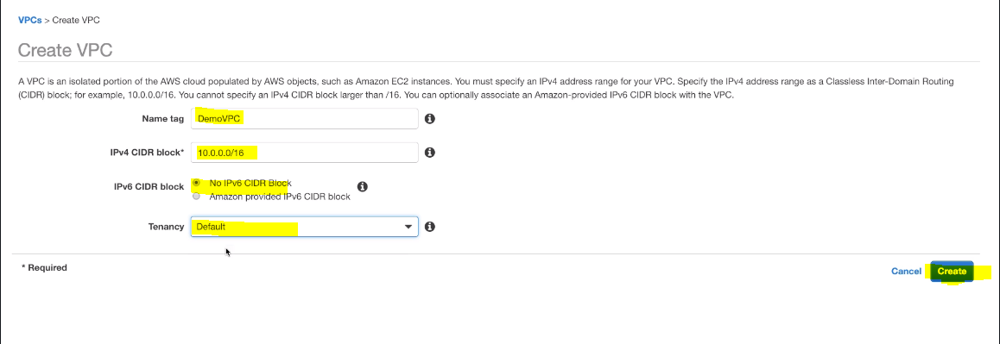 VPCs > Create VPC
Create VPC
A VPC is an isolated portion of the AWS cloud populated by AWS objects, such as Amazon EC2 instances. You must specify an IPv4 address range for your VPC. Specify the IPv4 address range as a Classless Inter-Domain Routing
(CIDR) block; for example, 10.0.0.0/16. You cannot specify an IPv4 CIDR block larger than /16. You can optionally associate an Amazon-provided IPv6 CIDR block with the VPC.
Name tag DemoVPC
IPv4 CIDR block* 10.0.0.0/16
IPv6 CIDR block No IPv6 CIDR Block
Amazon provided IPv6 CIDR block
Tenancy Default
* Required
Cancel Create